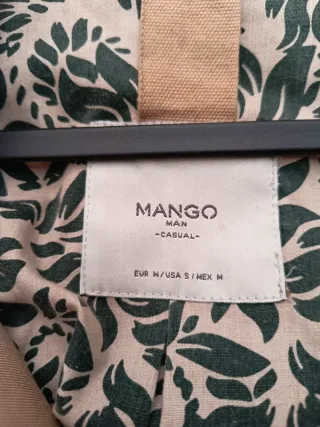 MANGO
MAN
-CASUAL-
EUR M/USA S/MEX M